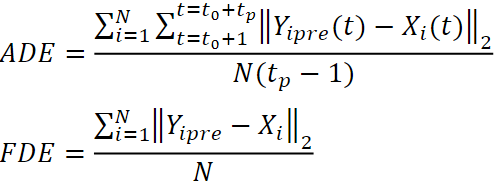 ADE = \frac{\sum_{i=1}^{N} \sum_{t=t_0+1}^{t=t_0+t_p} \left\| Y_{ipre}(t) - X_i(t) \right\|_2}{N(t_p - 1)}
FDE = \frac{\sum_{i=1}^{N} \left\| Y_{ipre} - X_i \right\|_2}{N}